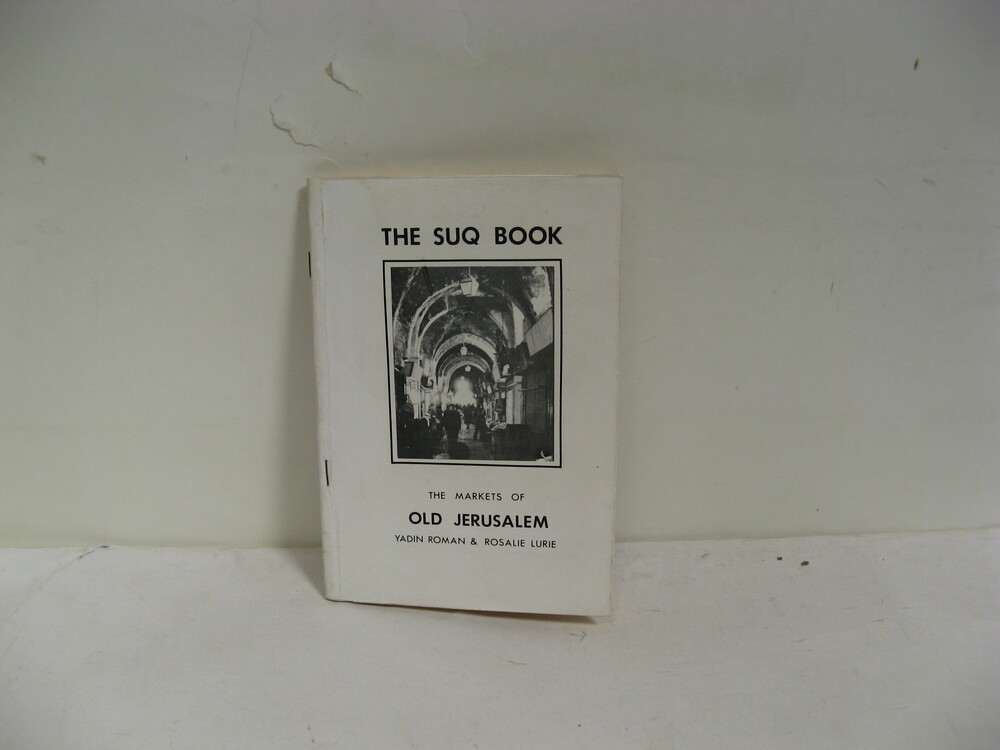 THE SUQ BOOK
THE MARKETS OF
OLD JERUSALEM
YADIN ROMAN & ROSALIE LURIE